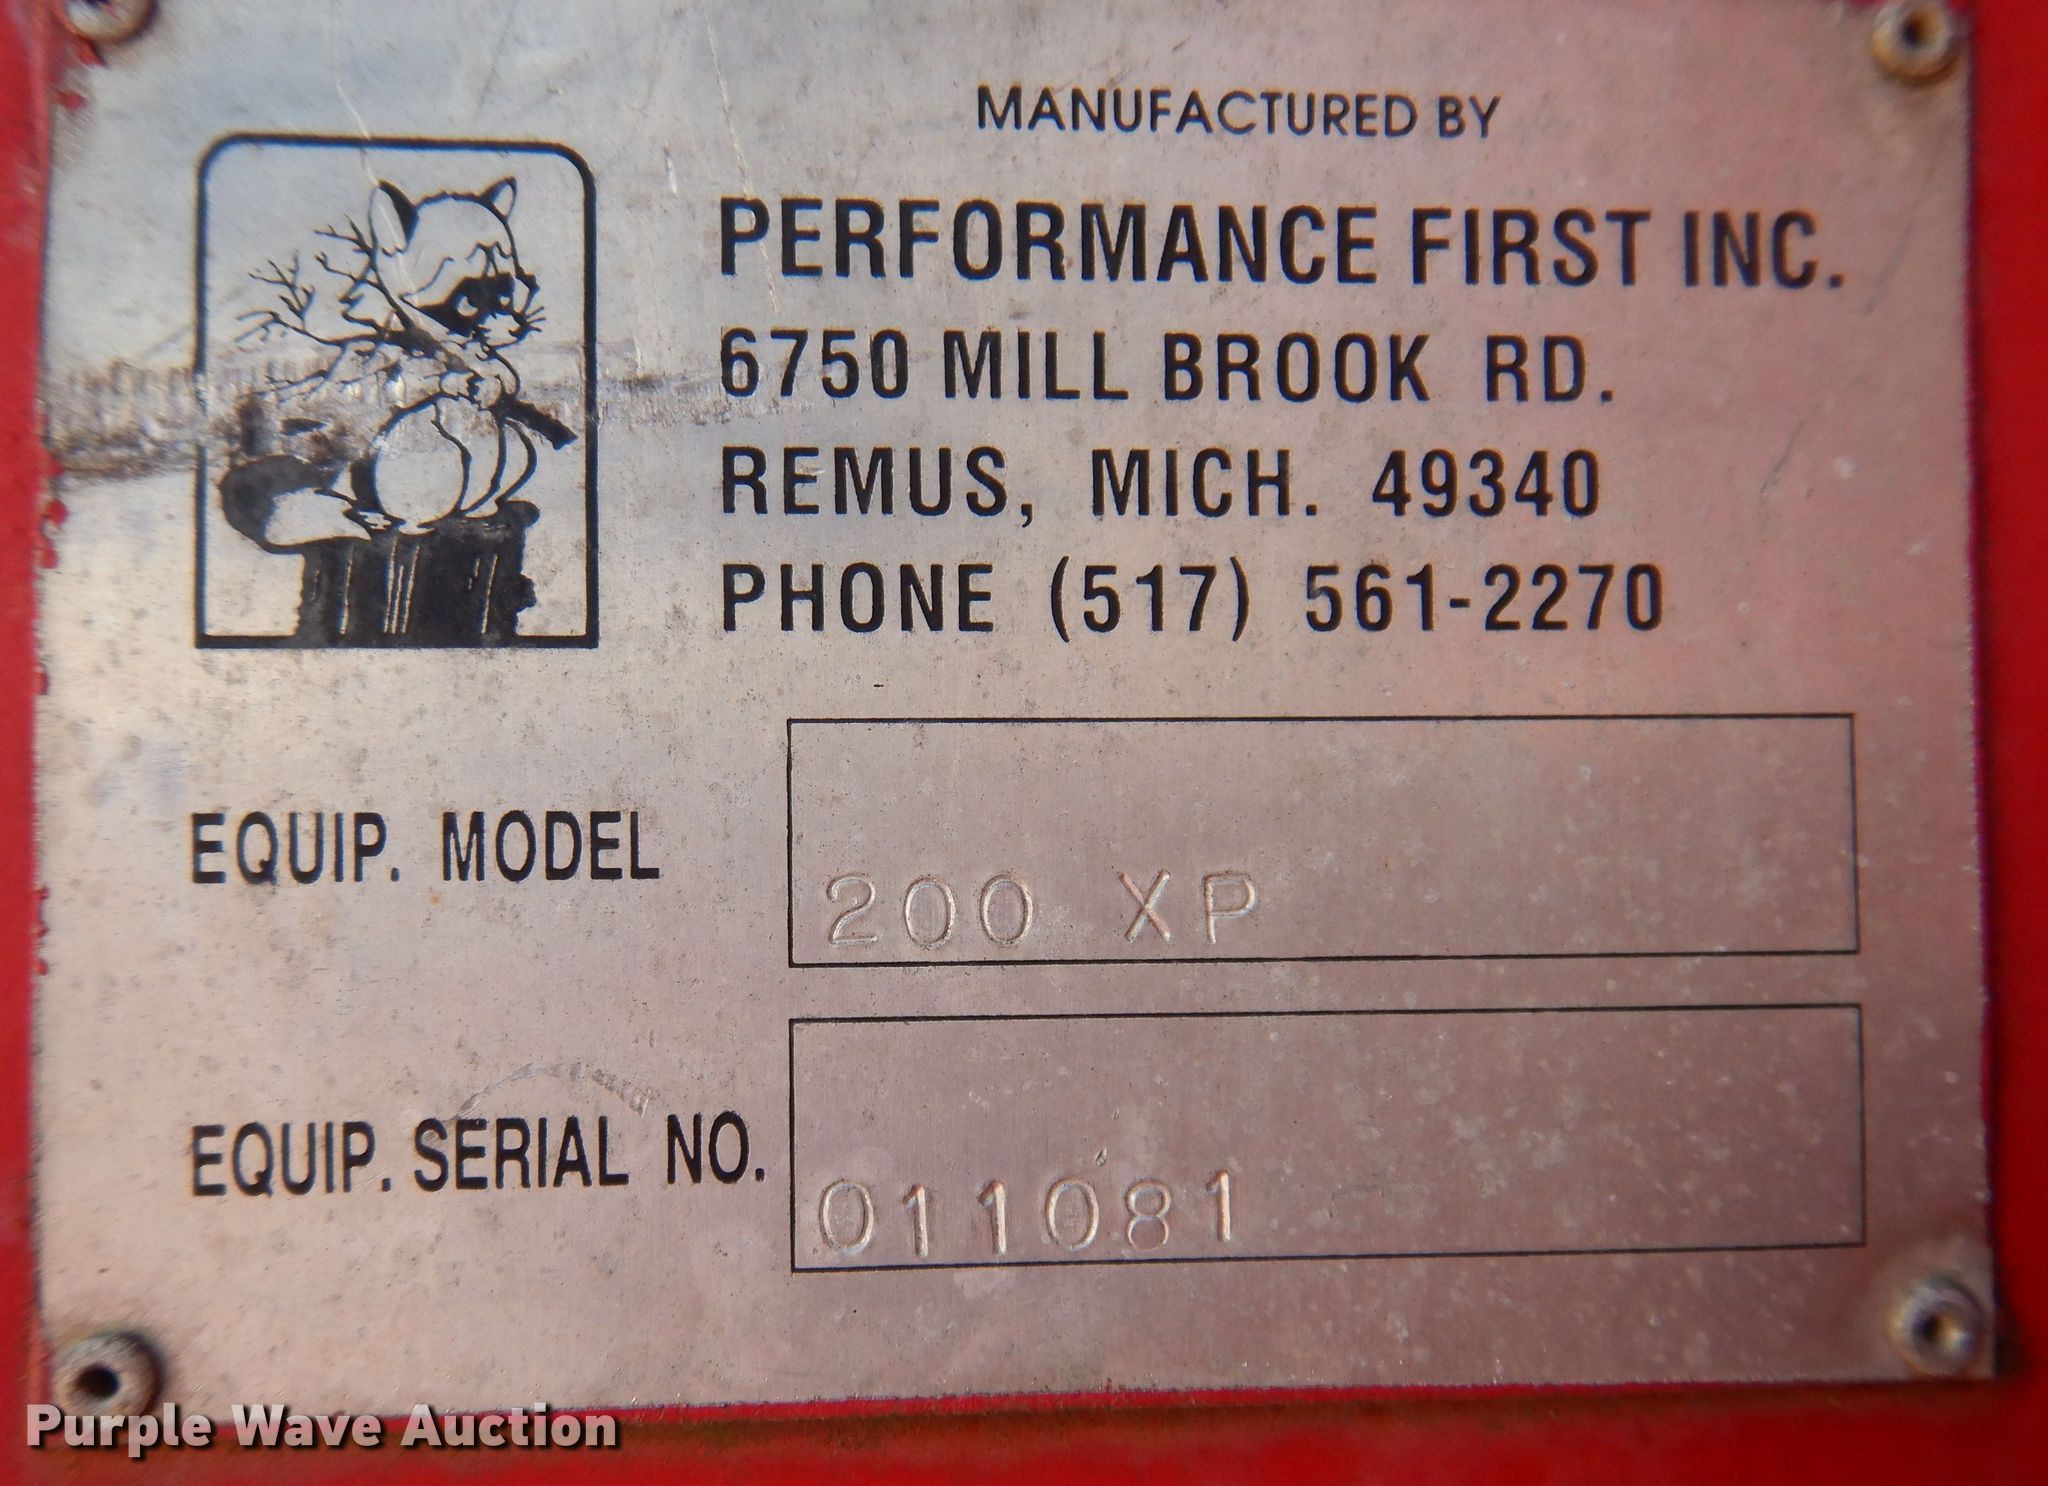 MANUFACTURED BY
PERFORMANCE FIRST INC.
6750 MILL BROOK RD.
REMUS, MICH. 49340
PHONE (517) 561-2270
EQUIP. MODEL 200 XP
EQUIP. SERIAL NO. 011081
Purple Wave Auction